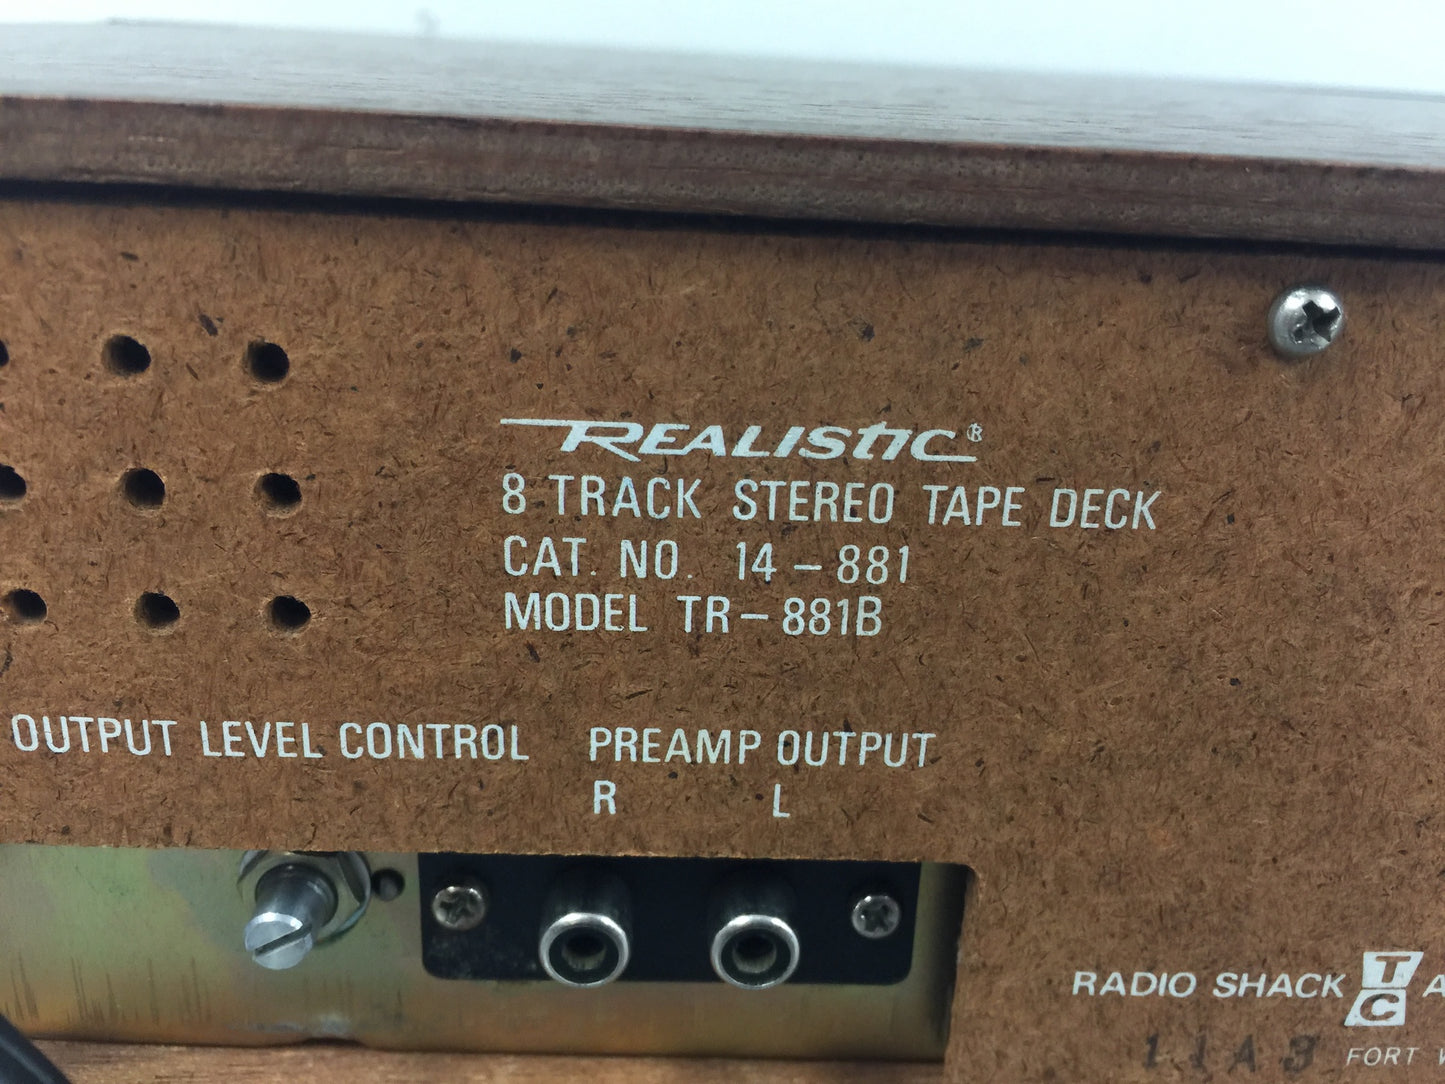 REALISTIC®
8 TRACK STEREO TAPE DECK
CAT. NO. 14-881
MODEL TR-881B
OUTPUT LEVEL CONTROL PREAMP OUTPUT
R L
RADIO SHACK TC A
11A3 FORT W